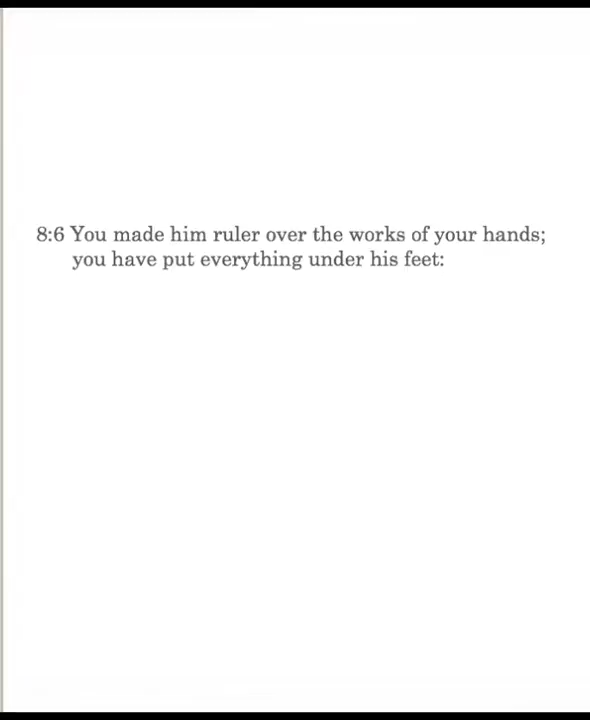 8:6 You made him ruler over the works of your hands;
you have put everything under his feet: